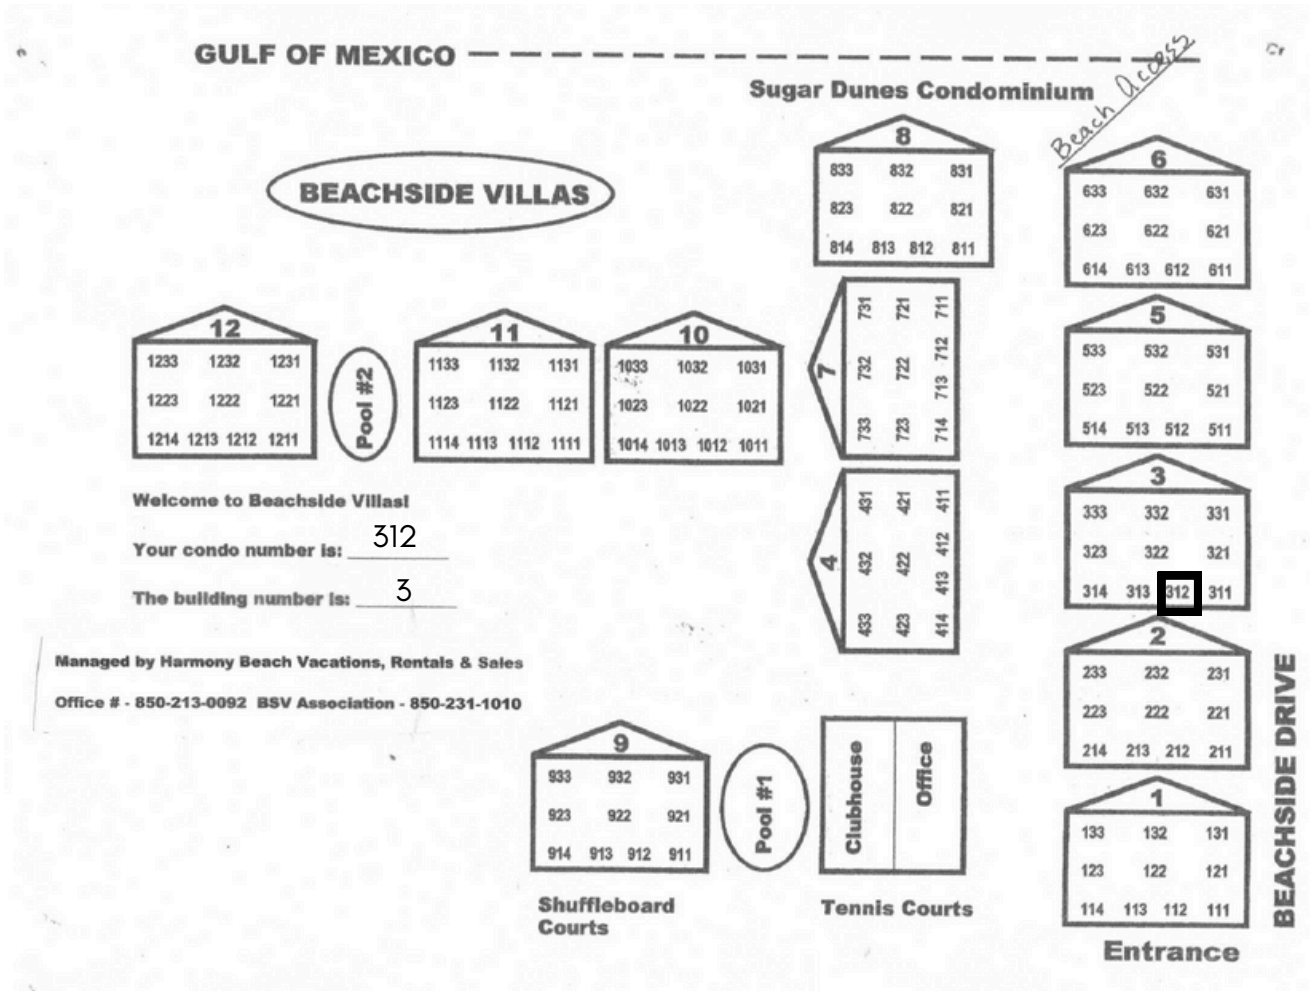 GULF OF MEXICO
Beach Access
Sugar Dunes Condominium
BEACHSIDE VILLAS
8
833 832 831
823 822 821
814 813 812 811
6
633 632 631
623 622 621
614 613 612 611
12
1233 1232 1231
1223 1222 1221
1214 1213 1212 1211
Pool #2
11
1133 1132 1131
1123 1122 1121
1114 1113 1112 1111
10
1033 1032 1031
1023 1022 1021
1014 1013 1012 1011
7
731 721 711
712
732 722
713
733 723 714
5
533 532 531
523 522 521
514 513 512 511
4
431 421 411
412
432 422
413
433 423 414
3
333 332 331
323 322 321
314 313 312 311
Welcome to Beachside Villas!
Your condo number is: 312
The building number is: 3
Managed by Harmony Beach Vacations, Rentals & Sales
Office # - 850-213-0092 BSV Association - 850-231-1010
2
233 232 231
223 222 221
214 213 212 211
9
933 932 931
923 922 921
914 913 912 911
Pool #1
Clubhouse
Office
1
133 132 131
123 122 121
114 113 112 111
BEACHSIDE DRIVE
Shuffleboard
Courts
Tennis Courts
Entrance